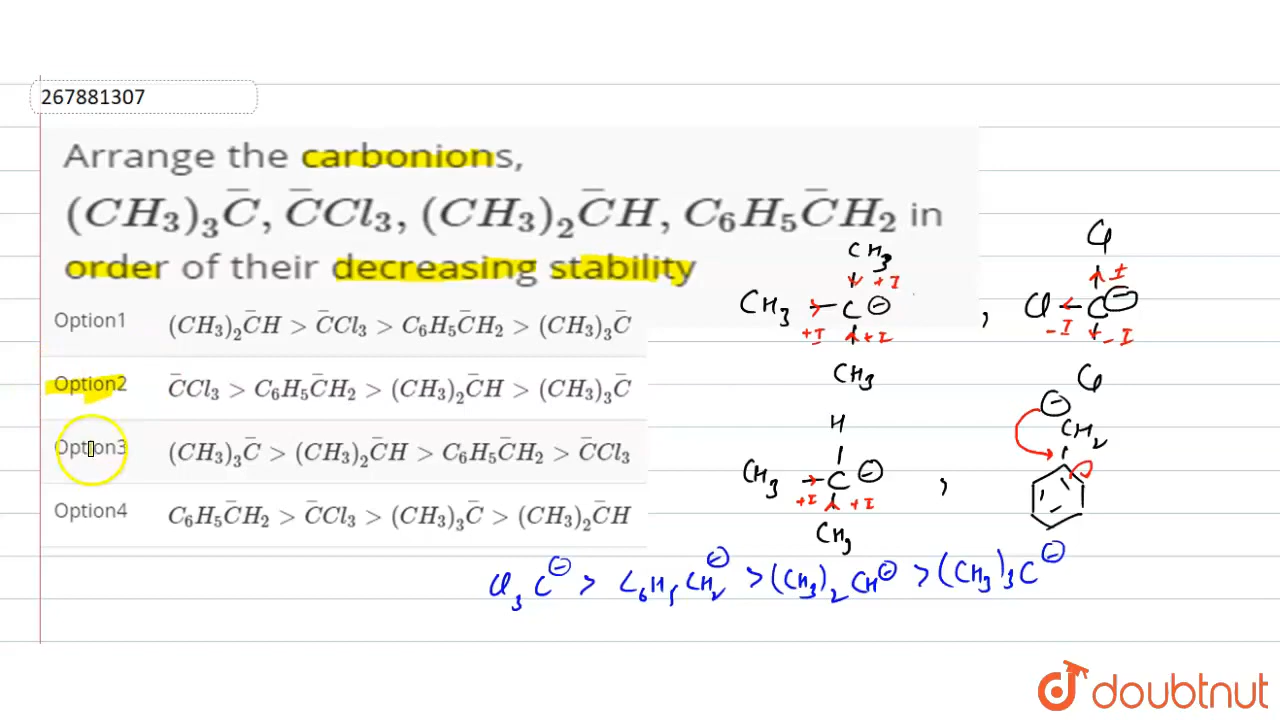 267881307
Arrange the carbonions,
(CH₃)₃C̅, C̅Cl₃, (CH₃)₂C̅H, C₆H₅C̅H₂ in
order of their decreasing stability
Option1 (CH₃)₂C̅H > C̅Cl₃ > C₆H₅C̅H₂ > (CH₃)₃C̅
Option2 C̅Cl₃ > C₆H₅C̅H₂ > (CH₃)₂C̅H > (CH₃)₃C̅
Option3 (CH₃)₃C̅ > (CH₃)₂C̅H > C₆H₅C̅H₂ > C̅Cl₃
Option4 C₆H₅C̅H₂ > C̅Cl₃ > (CH₃)₃C̅ > (CH₃)₂C̅H
CH₃
+I
CH₃ C ⊖
+I +I
CH₃
,
Cl
I
Cl C ⊖
-I -I
Cl
H
CH₃ C ⊖
+I +I
CH₃
,
⊖
CH₂
Cl₃C⊖ > C₆H₅CH₂⊖ > (CH₃)₂CH⊖ > (CH₃)₃C⊖
doubtnut